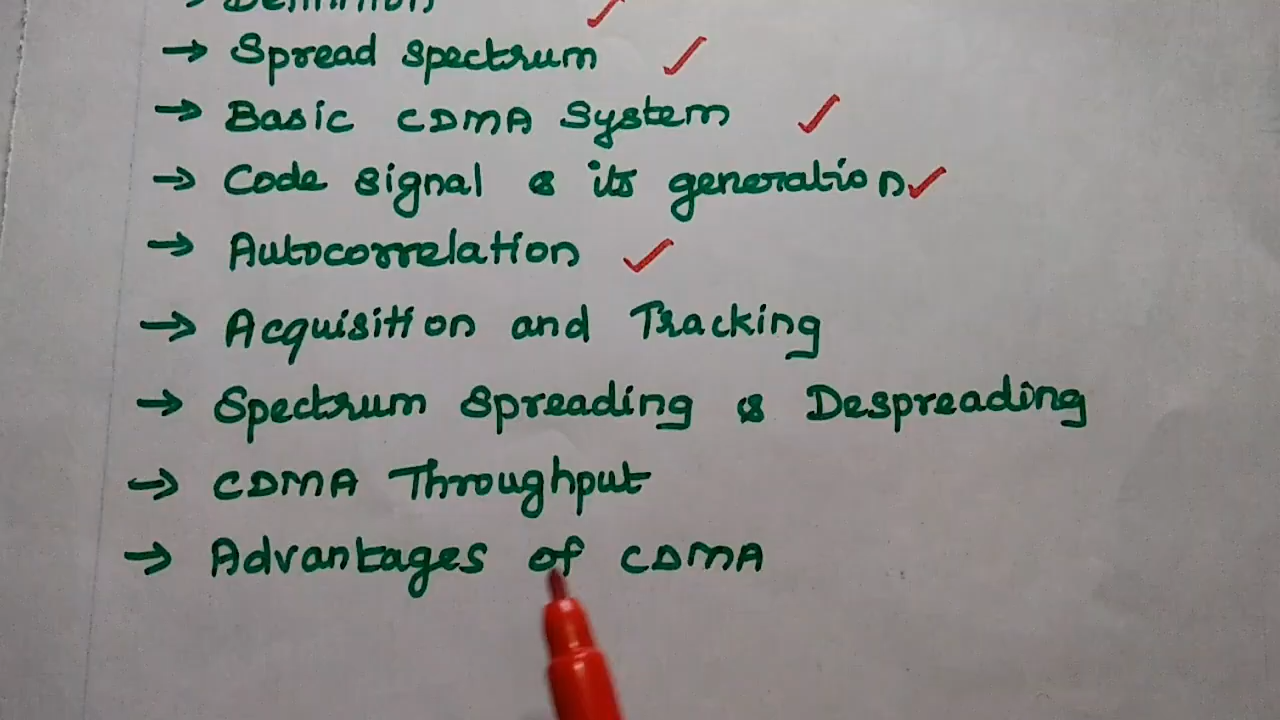 → Definition ✓
→ Spread spectrum ✓
→ Basic CDMA System ✓
→ Code signal & its generation ✓
→ Autocorrelation ✓
→ Acquisition and Tracking
→ Spectrum Spreading & Despreading
→ CDMA Throughput
→ Advantages of CDMA